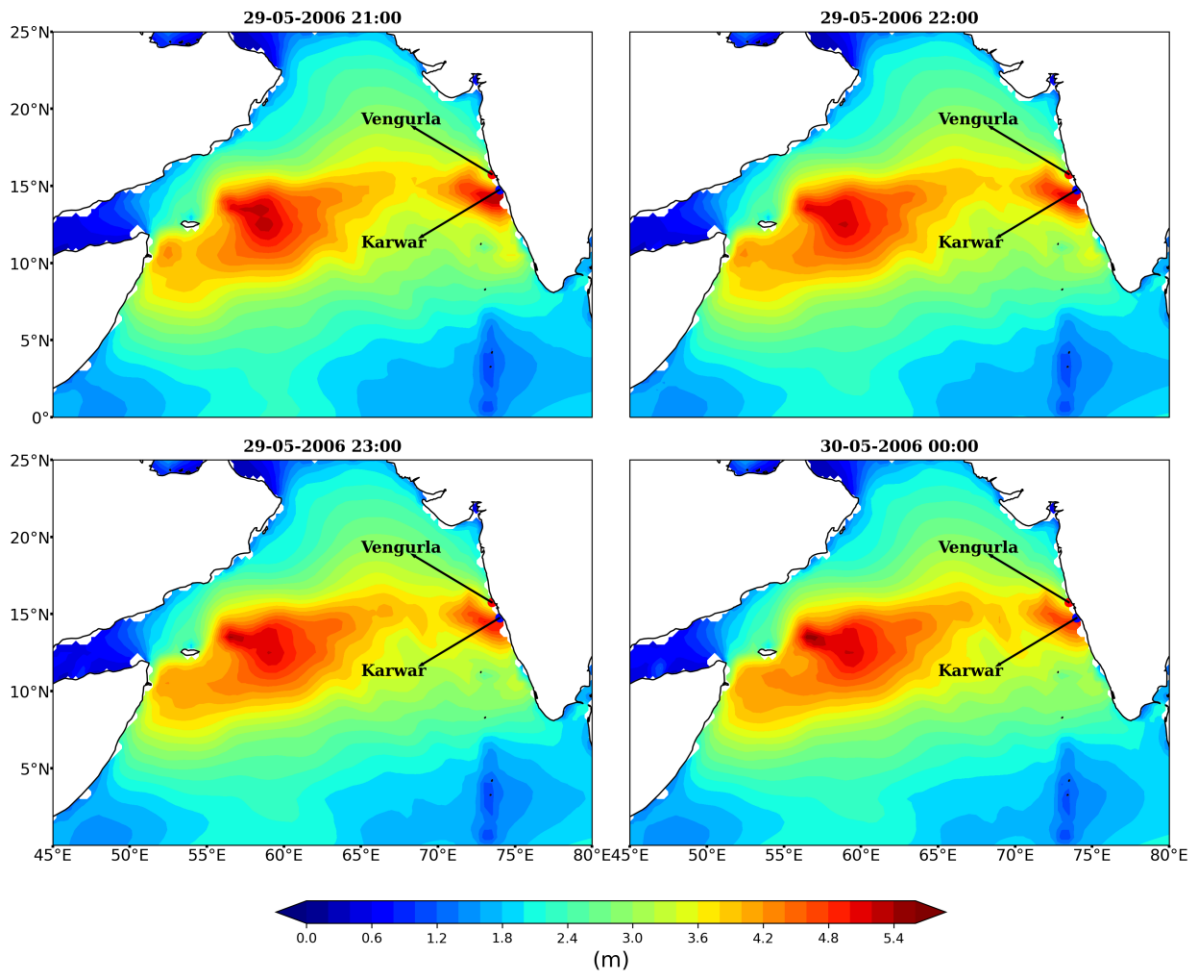 29-05-2006 21:00
29-05-2006 22:00
25°N
20°N
15°N
10°N
5°N
0°
Vengurla
Karwar
Vengurla
Karwar
29-05-2006 23:00
30-05-2006 00:00
25°N
20°N
15°N
10°N
5°N
Vengurla
Karwar
Vengurla
Karwar
45°E 50°E 55°E 60°E 65°E 70°E 75°E 80°E 45°E 50°E 55°E 60°E 65°E 70°E 75°E 80°E
0.0 0.6 1.2 1.8 2.4 3.0 3.6 4.2 4.8 5.4
(m)